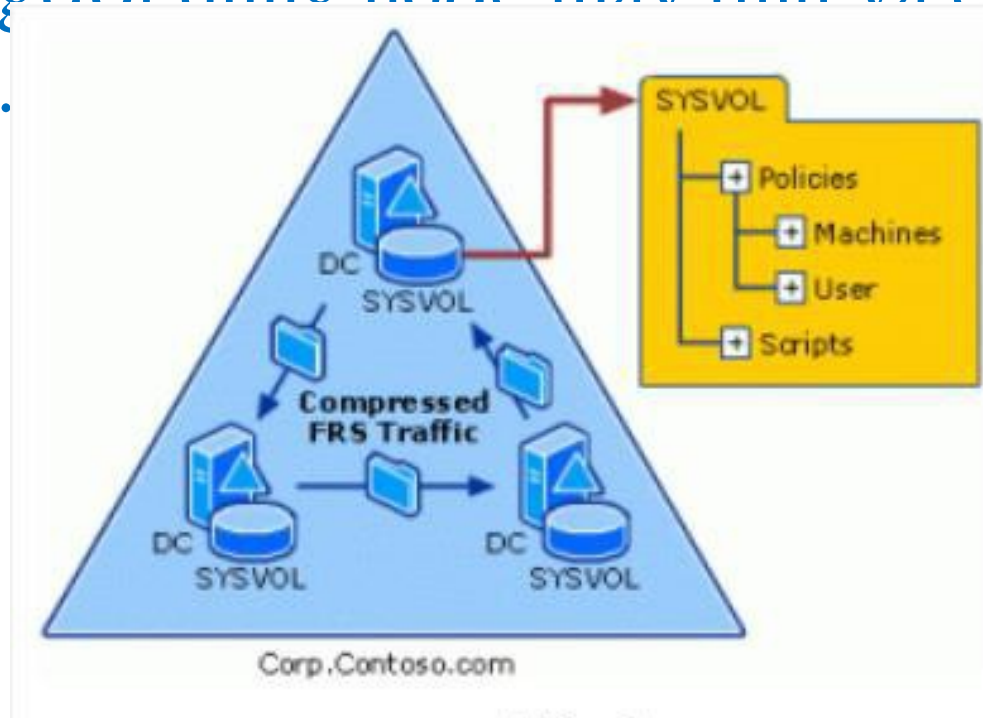 SYSVOL
Policies
Machines
User
Scripts
DC
SYSVOL
Compressed
FRS Traffic
DC
SYSVOL
DC
SYSVOL
Corp.Contoso.com